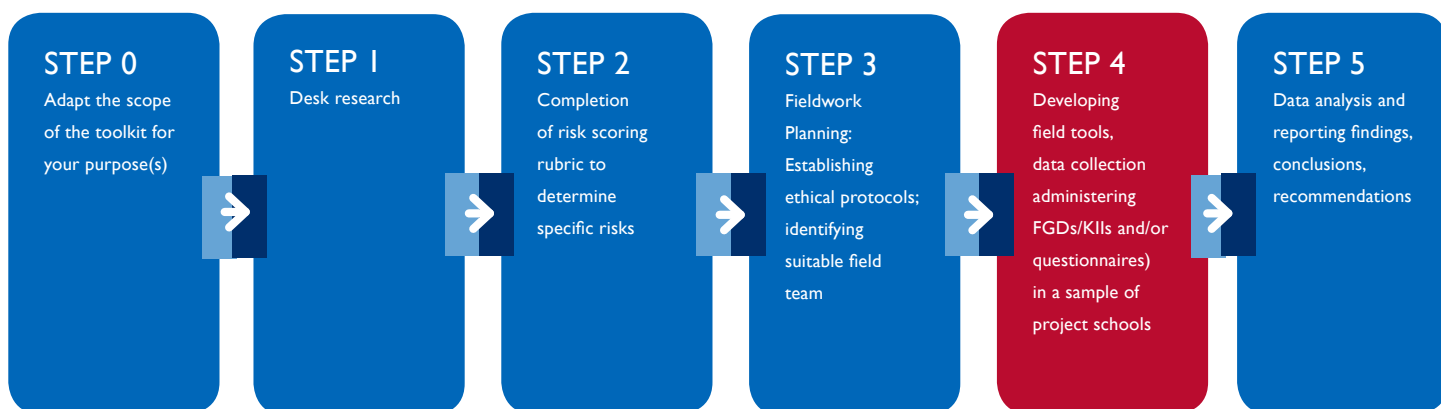 STEP 0
Adapt the scope
of the toolkit for
your purpose(s)
STEP 1
Desk research
STEP 2
Completion
of risk scoring
rubric to
determine
specific risks
STEP 3
Fieldwork
Planning:
Establishing
ethical protocols;
identifying
suitable field
team
STEP 4
Developing
field tools,
data collection
administering
FGDs/KIIs and/or
questionnaires)
in a sample of
project schools
STEP 5
Data analysis and
reporting findings,
conclusions,
recommendations